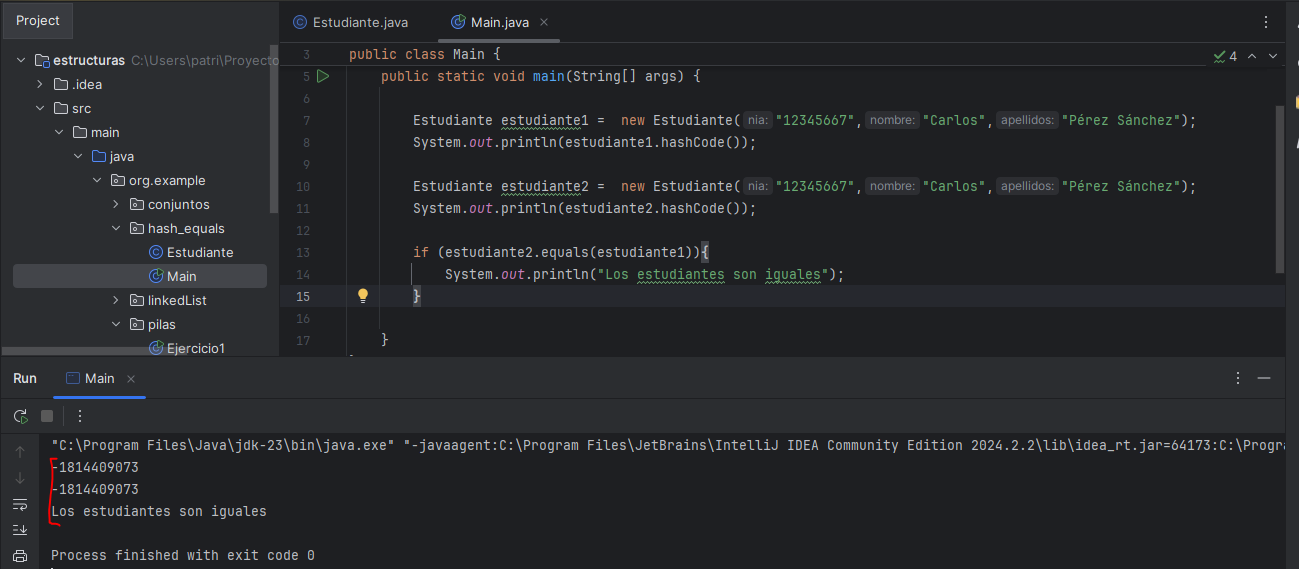 Project
estructuras C:\Users\patri\Proyecto
.idea
src
main
java
org.example
conjuntos
hash_equals
Estudiante
Main
linkedList
pilas
Ejercicio1
Estudiante.java Main.java
4
3 public class Main {
5 public static void main(String[] args) {
6
7 Estudiante estudiante1 =  new Estudiante( nia: "12345667", nombre: "Carlos", apellidos: "Pérez Sánchez");
8 System.out.println(estudiante1.hashCode());
9
10 Estudiante estudiante2 =  new Estudiante( nia: "12345667", nombre: "Carlos", apellidos: "Pérez Sánchez");
11 System.out.println(estudiante2.hashCode());
12
13 if (estudiante2.equals(estudiante1)){
14 System.out.println("Los estudiantes son iguales");
15 }
16
17 }
Run Main
"C:\Program Files\Java\jdk-23\bin\java.exe" "-javaagent:C:\Program Files\JetBrains\IntelliJ IDEA Community Edition 2024.2.2\lib\idea_rt.jar=64173:C:\Progr
-1814409073
-1814409073
Los estudiantes son iguales
Process finished with exit code 0